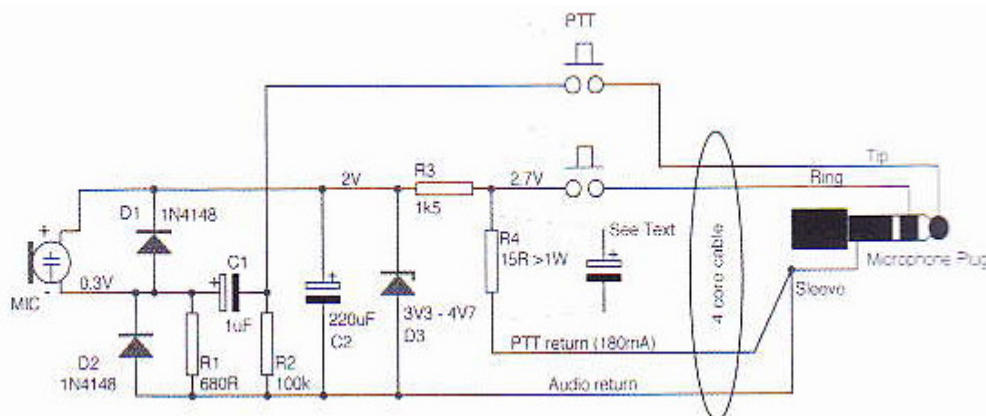 PTT
Tip
Ring
R3
2V
2.7V
1k5
D1 1N4148
See Text
R4
15R >1W
4 core cable
Microphone Plug
C1
0.3V
MIC
1uF
Sleeve
220uF
C2
3V3 - 4V7
D3
PTT return (180mA)
D2
1N4148
R1
680R
R2
100k
Audio return
+
-
+
+
+